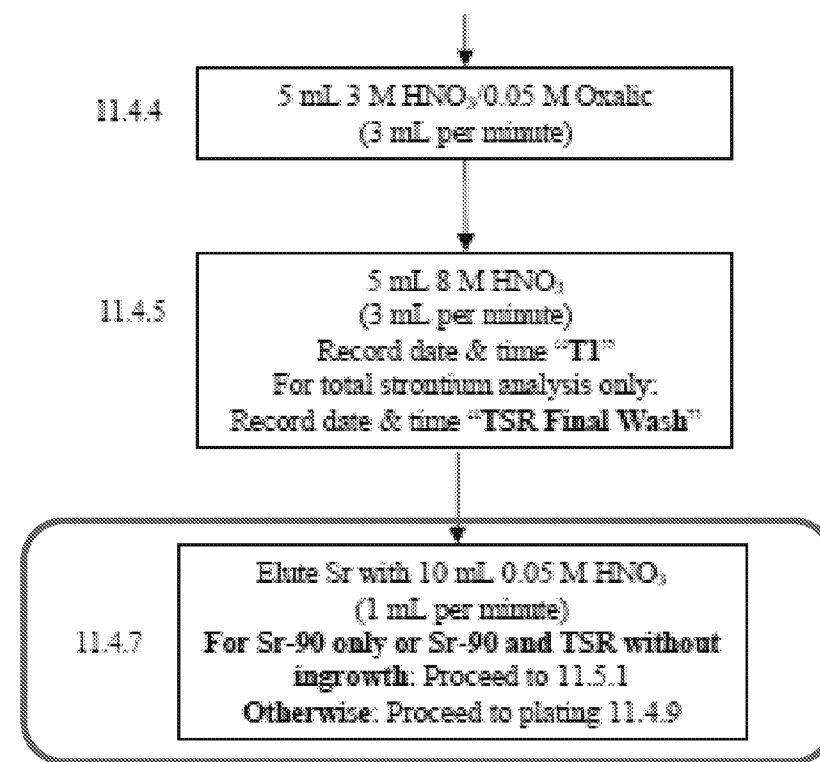 11.4.4
5 mL 3 M HNO₃/0.05 M Oxalic
(3 mL per minute)
11.4.5
5 mL 8 M HNO₃
(3 mL per minute)
Record date & time “T1”
For total strontium analysis only:
Record date & time “TSR Final Wash”
11.4.7
Elute Sr with 10 mL 0.05 M HNO₃
(1 mL per minute)
For Sr-90 only or Sr-90 and TSR without
ingrowth: Proceed to 11.5.1
Otherwise: Proceed to plating 11.4.9